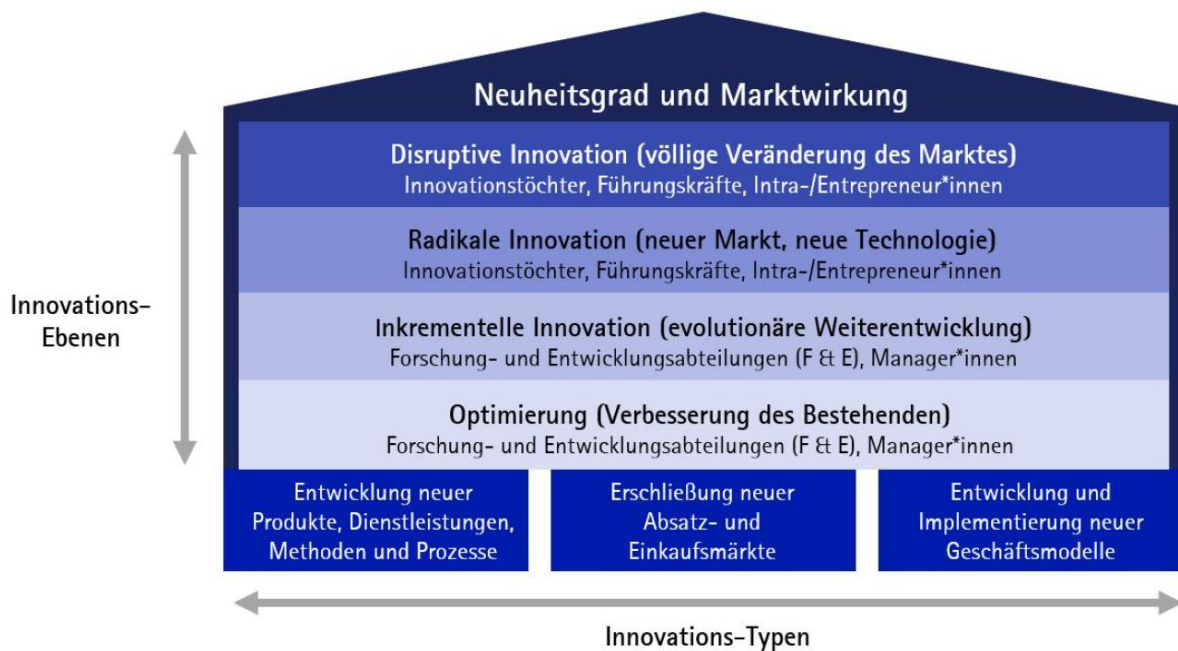 Neuheitsgrad und Marktwirkung
Disruptive Innovation (völlige Veränderung des Marktes)
Innovationstöchter, Führungskräfte, Intra-/Entrepreneur*innen
Radikale Innovation (neuer Markt, neue Technologie)
Innovationstöchter, Führungskräfte, Intra-/Entrepreneur*innen
Innovations-
Ebenen
Inkrementelle Innovation (evolutionäre Weiterentwicklung)
Forschung- und Entwicklungsabteilungen (F & E), Manager*innen
Optimierung (Verbesserung des Bestehenden)
Forschung- und Entwicklungsabteilungen (F & E), Manager*innen
Entwicklung neuer
Produkte, Dienstleistungen,
Methoden und Prozesse
Erschließung neuer
Absatz- und
Einkaufsmärkte
Entwicklung und
Implementierung neuer
Geschäftsmodelle
Innovations-Typen